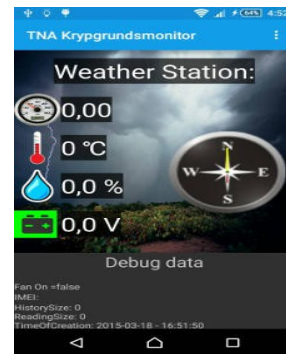 64% 4:52
TNA Krypgrundsmonitor
Weather Station:
0,00
0 °C
0,0 %
0,0 V
N
W E
S
Debug data
Fan On =false
IMEI:
HistorySize: 0
ReadingSize: 0
TimeOfCreation: 2015-03-18 - 16:51:50